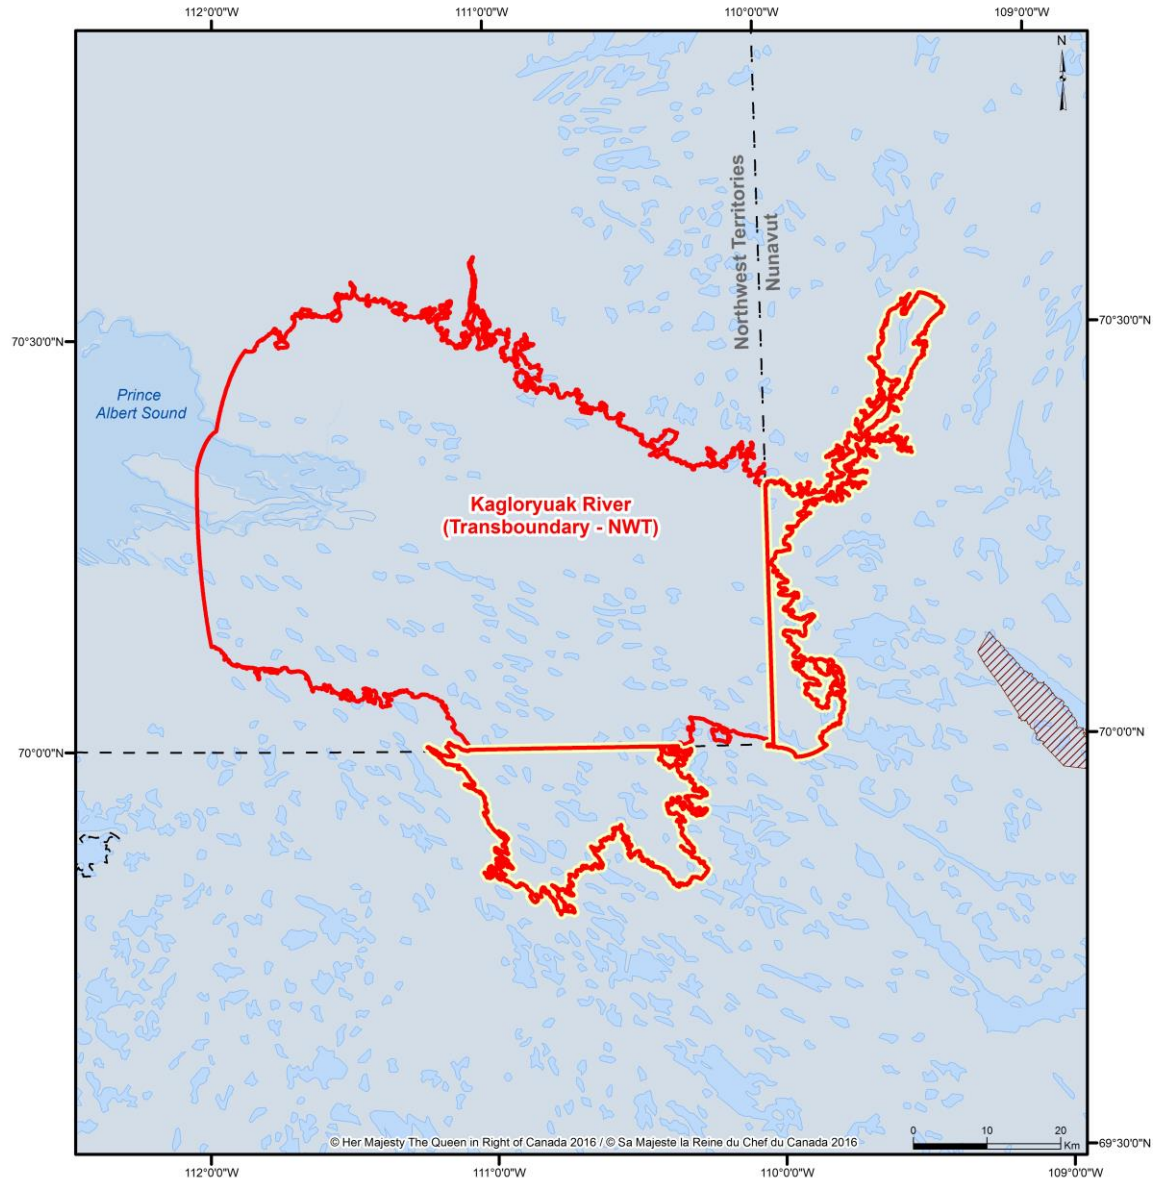 112°0'0"W
111°0'0"W
110°0'0"W
109°0'0"W
N
Northwest Territories
Nunavut
70°30'0"N
70°30'0"N
Prince
Albert Sound
Kagloryuak River
(Transboundary - NWT)
70°0'0"N
70°0'0"N
© Her Majesty The Queen in Right of Canada 2016 / © Sa Majeste la Reine du Chef du Canada 2016
0
10
20
Km
69°30'0"N
112°0'0"W
111°0'0"W
110°0'0"W
109°0'0"W